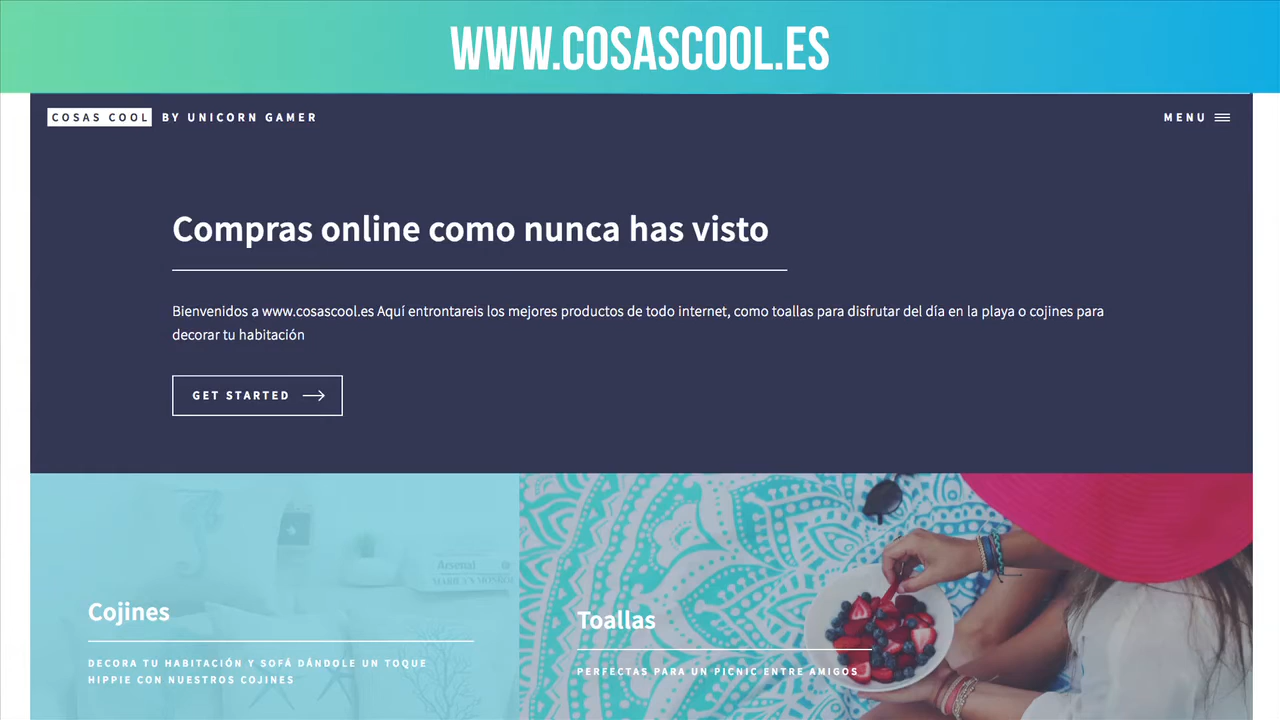 WWW.COSASCOOL.ES
COSAS COOL BY UNICORN GAMER
MENU
Compras online como nunca has visto
Bienvenidos a www.cosascool.es Aquí entrontareis los mejores productos de todo internet, como toallas para disfrutar del día en la playa o cojines para
decorar tu habitación
GET STARTED
Arsenal
Cojines
DECORA TU HABITACIÓN Y SOFÁ DÁNDOLE UN TOQUE
HIPPIE CON NUESTROS COJINES
Toallas
PERFECTAS PARA UN PICNIC ENTRE AMIGOS